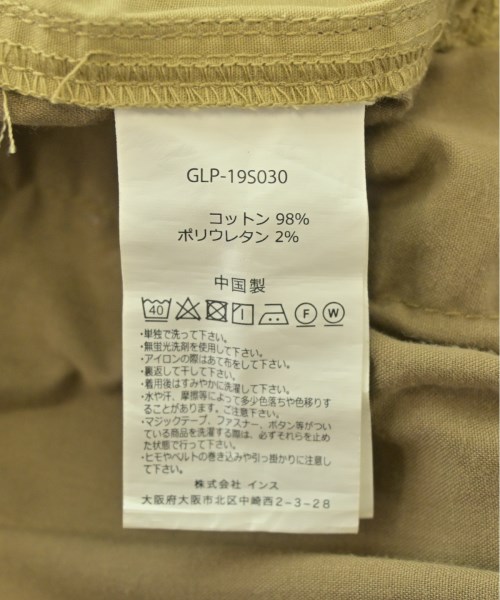 GLP-19S030
コットン 98%
ポリウレタン 2%
中国製
40 F W
・単独で洗って下さい。
・無蛍光洗剤を使用して下さい。
・アイロンの際はあて布をして下さい。
・裏返して干して下さい。
・着用後はすみやかに洗濯して下さい。
・水や汗、摩擦等によって多少色落ちや色移りす
ることがあります。ご注意下さい。
・マジックテープ、ファスナー、ボタン等がつい
ている商品を洗濯する際は、必ずそれらを止め
た状態で行って下さい。
・ヒモやベルトの巻き込みや引っ掛かりに注意し
て下さい。
株式会社 インス
大阪府大阪市北区中崎西2-3-28